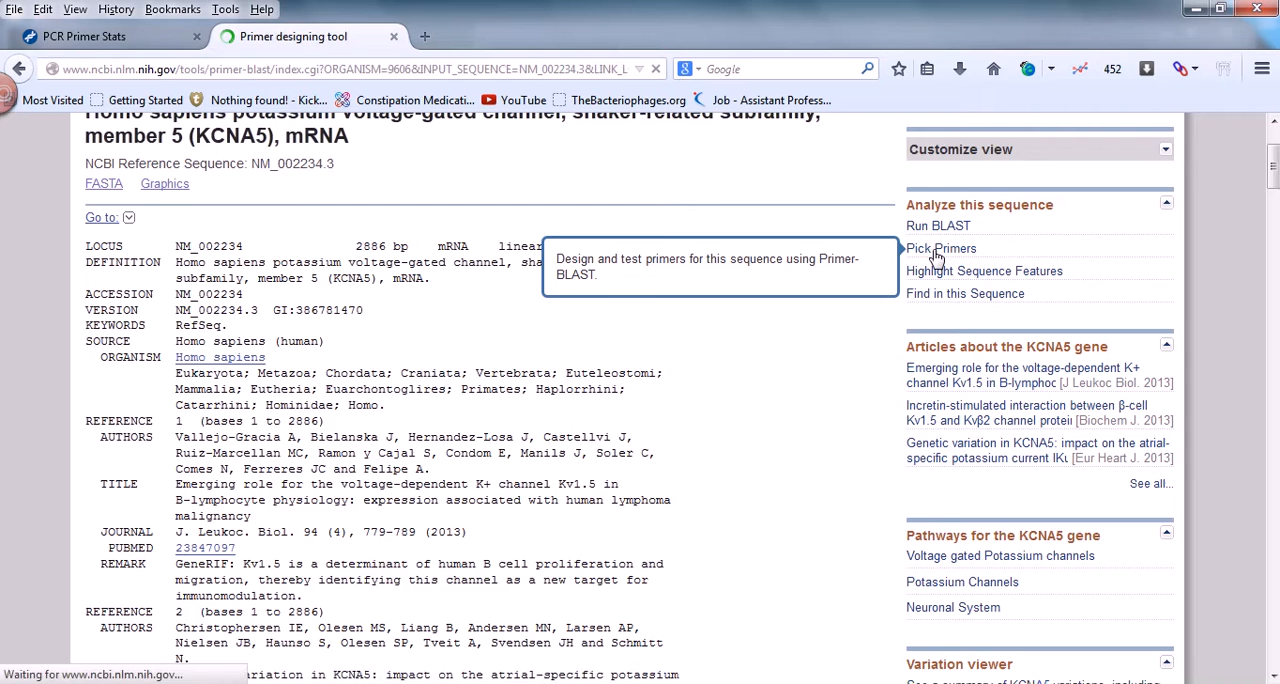 File Edit View History Bookmarks Tools Help
PCR Primer Stats × Primer designing tool × +
www.ncbi.nlm.nih.gov/tools/primer-blast/index.cgi?ORGANISM=9606&INPUT_SEQUENCE=NM_002234.3&LINK_L
Google
452
Most Visited Getting Started Nothing found! - Kick... Constipation Medicati... YouTube TheBacteriophages.org Job - Assistant Profess...
Homo sapiens potassium voltage-gated channel, shaker-related subfamily,
member 5 (KCNA5), mRNA
NCBI Reference Sequence: NM_002234.3
FASTA Graphics
Go to:
LOCUS NM_002234 2886 bp mRNA linear
DEFINITION Homo sapiens potassium voltage-gated channel,
subfamily, member 5 (KCNA5), mRNA.
ACCESSION NM_002234
VERSION NM_002234.3 GI:386781470
KEYWORDS RefSeq.
SOURCE Homo sapiens (human)
ORGANISM Homo sapiens
Eukaryota; Metazoa; Chordata; Craniata; Vertebrata; Euteleostomi;
Mammalia; Eutheria; Euarchontoglires; Primates; Haplorrhini;
Catarrhini; Hominidae; Homo.
REFERENCE 1 (bases 1 to 2886)
AUTHORS Vallejo-Gracia A, Bielanska J, Hernandez-Losa J, Castellvi J,
Ruiz-Marcellan MC, Ramon y Cajal S, Condom E, Manils J, Soler C,
Comes N, Ferreres JC and Felipe A.
TITLE Emerging role for the voltage-dependent K+ channel Kv1.5 in
B-lymphocyte physiology: expression associated with human lymphoma
malignancy
JOURNAL J. Leukoc. Biol. 94 (4), 779-789 (2013)
PUBMED 23847097
REMARK GeneRIF: Kv1.5 is a determinant of human B cell proliferation and
migration, thereby identifying this channel as a new target for
immunomodulation.
REFERENCE 2 (bases 1 to 2886)
AUTHORS Christophersen IE, Olesen MS, Liang B, Andersen MN, Larsen AP,
Nielsen JB, Haunso S, Olesen SP, Tveit A, Svendsen JH and Schmitt
N.
variation in KCNA5: impact on the atrial-specific potassium
Design and test primers for this sequence using Primer-
BLAST.
Customize view
Analyze this sequence
Run BLAST
Pick Primers
Highlight Sequence Features
Find in this Sequence
Articles about the KCNA5 gene
Emerging role for the voltage-dependent K+
channel Kv1.5 in B-lymphoc [J Leukoc Biol. 2013]
Incretin-stimulated interaction between β-cell
Kv1.5 and Kvβ2 channel protein [Biochem J. 2013]
Genetic variation in KCNA5: impact on the atrial-
specific potassium current IKu [Eur Heart J. 2013]
See all...
Pathways for the KCNA5 gene
Voltage gated Potassium channels
Potassium Channels
Neuronal System
Variation viewer
Waiting for www.ncbi.nlm.nih.gov...